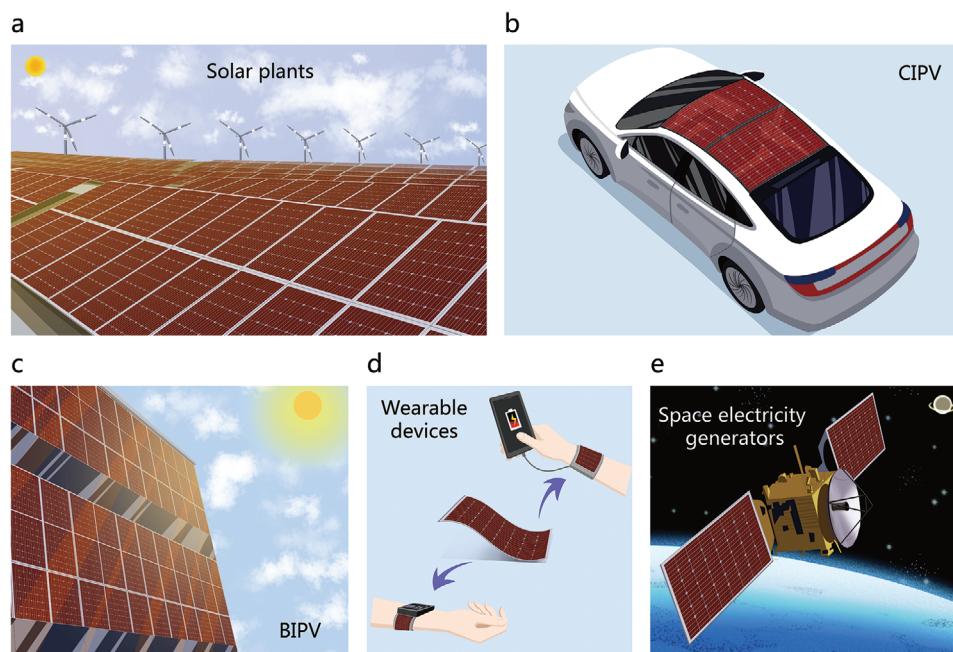 a
Solar plants
b
CIPV
c
BIPV
d
Wearable
devices
e
Space electricity
generators